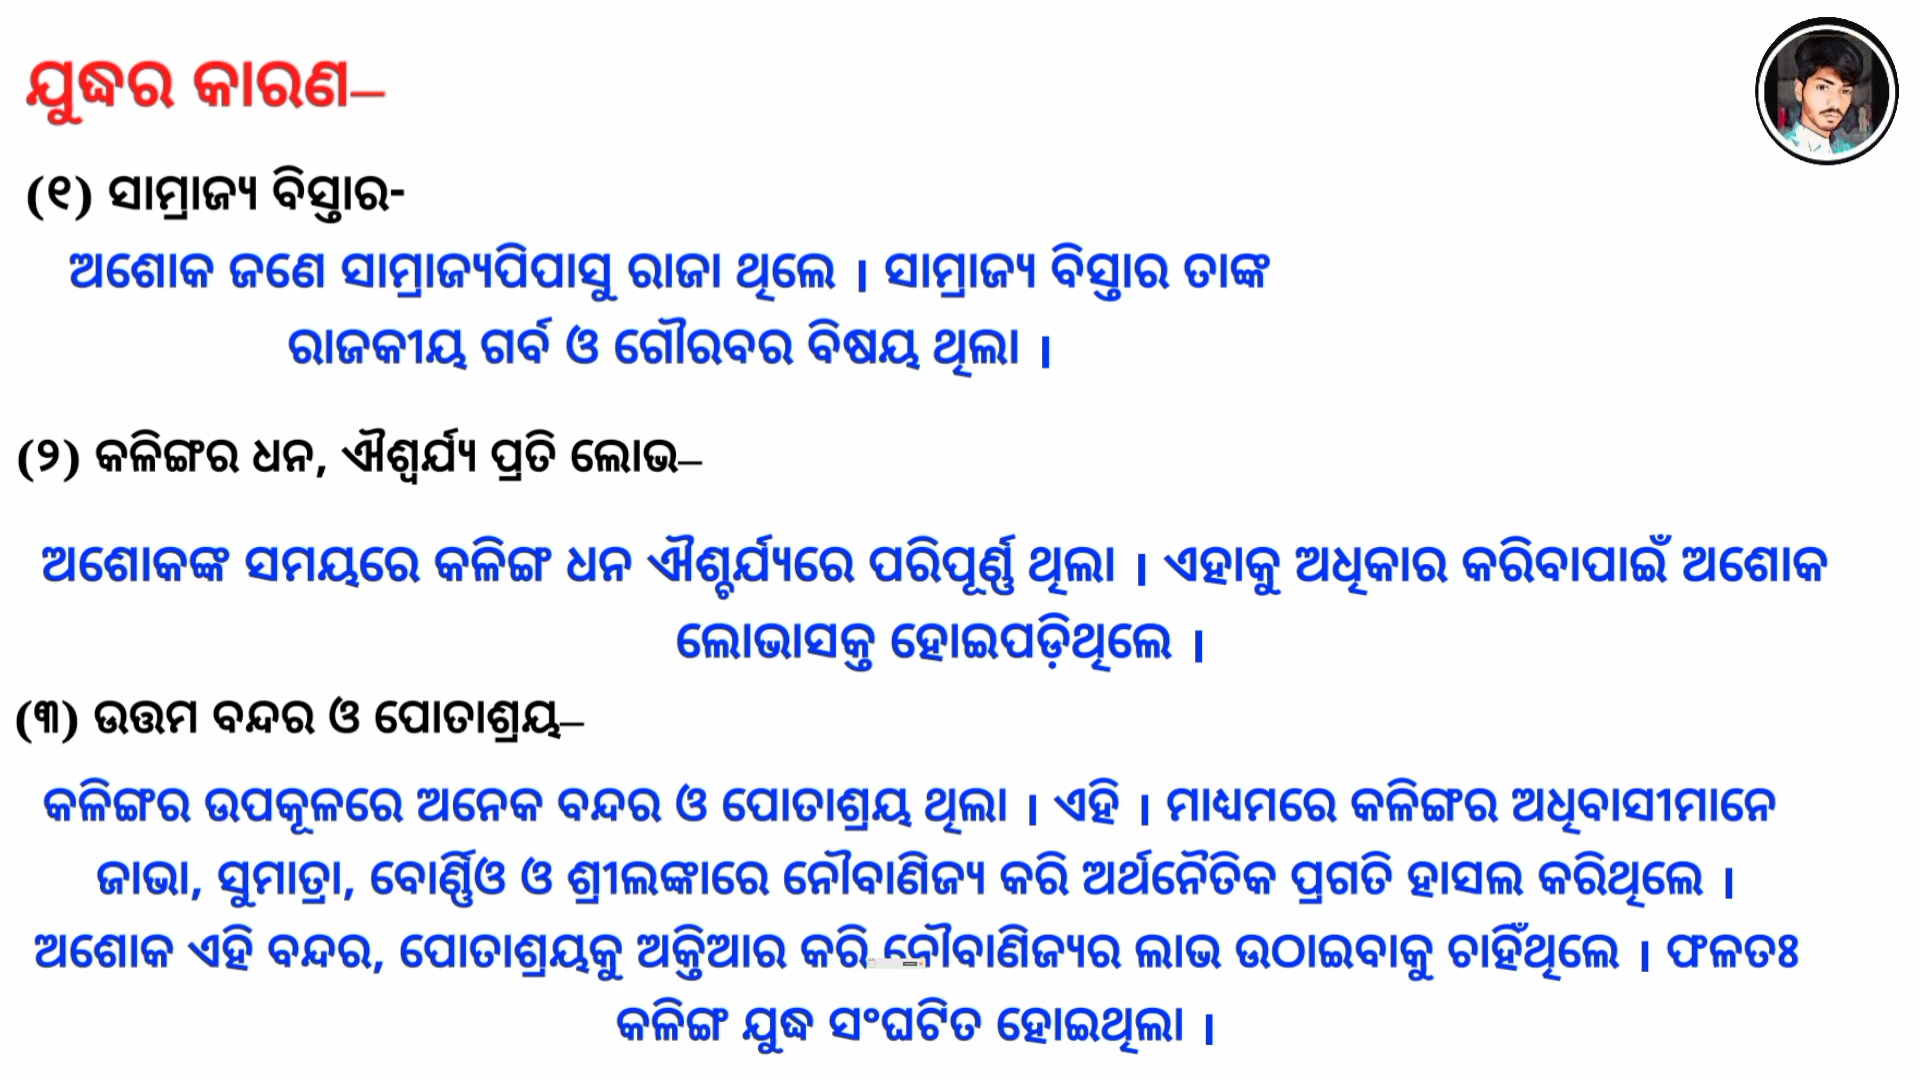 ଯୁଦ୍ଧର କାରଣ–
(୧) ସାମ୍ରାଜ୍ୟ ବିସ୍ତାର-
ଅଶୋକ ଜଣେ ସାମ୍ରାଜ୍ୟପିପାସୁ ରାଜା ଥିଲେ । ସାମ୍ରାଜ୍ୟ ବିସ୍ତାର ତାଙ୍କ
ରାଜକୀୟ ଗର୍ବ ଓ ଗୌରବର ବିଷୟ ଥିଲା ।
(୨) କଳିଙ୍ଗର ଧନ, ଐଶ୍ୱର୍ଯ୍ୟ ପ୍ରତି ଲୋଭ–
ଅଶୋକଙ୍କ ସମୟରେ କଳିଙ୍ଗ ଧନ ଐଶ୍ଚର୍ଯ୍ୟରେ ପରିପୂର୍ଣ୍ଣ ଥିଲା । ଏହାକୁ ଅଧିକାର କରିବାପାଇଁ ଅଶୋକ
ଲୋଭାସକ୍ତ ହୋଇପଡ଼ିଥିଲେ ।
(୩) ଉତ୍ତମ ବନ୍ଦର ଓ ପୋତାଶ୍ରୟ–
କଳିଙ୍ଗର ଉପକୂଳରେ ଅନେକ ବନ୍ଦର ଓ ପୋତାଶ୍ରୟ ଥିଲା । ଏହି । ମାଧ୍ୟମରେ କଳିଙ୍ଗର ଅଧିବାସୀମାନେ
ଜାଭା, ସୁମାତ୍ରା, ବୋର୍ଣ୍ଣିଓ ଓ ଶ୍ରୀଲଙ୍କାରେ ନୌବାଣିଜ୍ୟ କରି ଅର୍ଥନୈତିକ ପ୍ରଗତି ହାସଲ କରିଥିଲେ ।
ଅଶୋକ ଏହି ବନ୍ଦର, ପୋତାଶ୍ରୟକୁ ଅକ୍ତିଆର କରି ନୌବାଣିଜ୍ୟର ଲାଭ ଉଠାଇବାକୁ ଚାହିଁଥିଲେ । ଫଳତଃ
କଳିଙ୍ଗ ଯୁଦ୍ଧ ସଂଘଟିତ ହୋଇଥିଲା ।